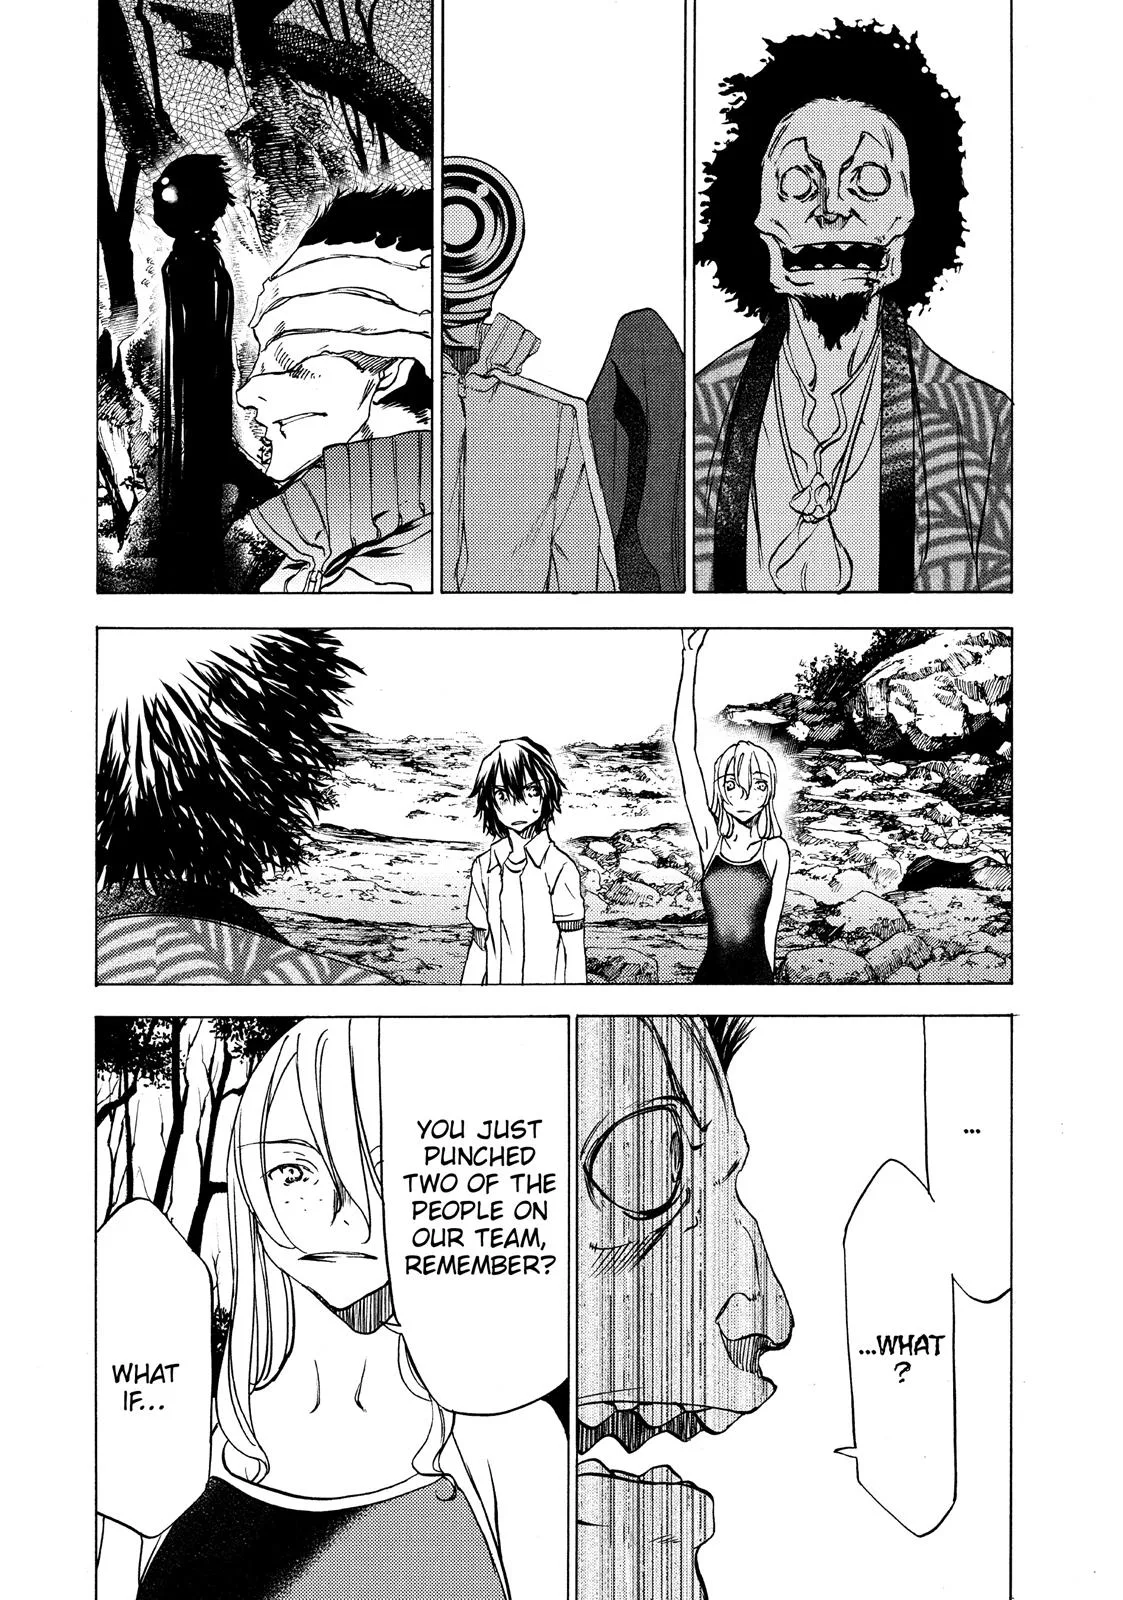 ...
...WHAT
?
YOU JUST
PUNCHED
TWO OF THE
PEOPLE ON
OUR TEAM,
REMEMBER?
WHAT
IF...